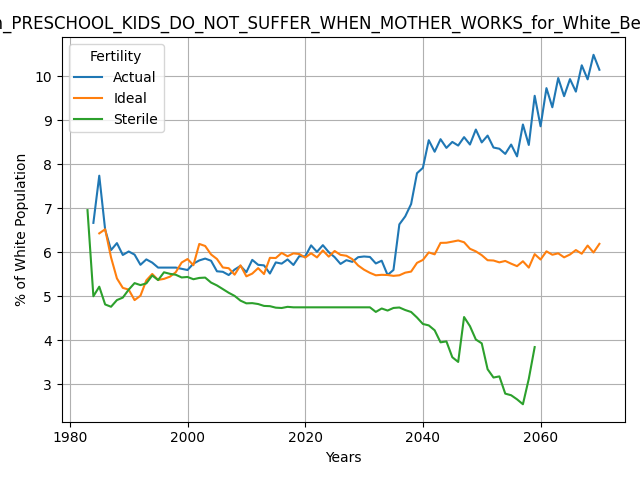 PRESCHOOL_KIDS_DO_NOT_SUFFER_WHEN_MOTHER_WORKS_for_White_Be
Fertility
Actual
Ideal
Sterile
% of White Population
10
9
8
7
6
5
4
3
1980 2000 2020 2040 2060
Years